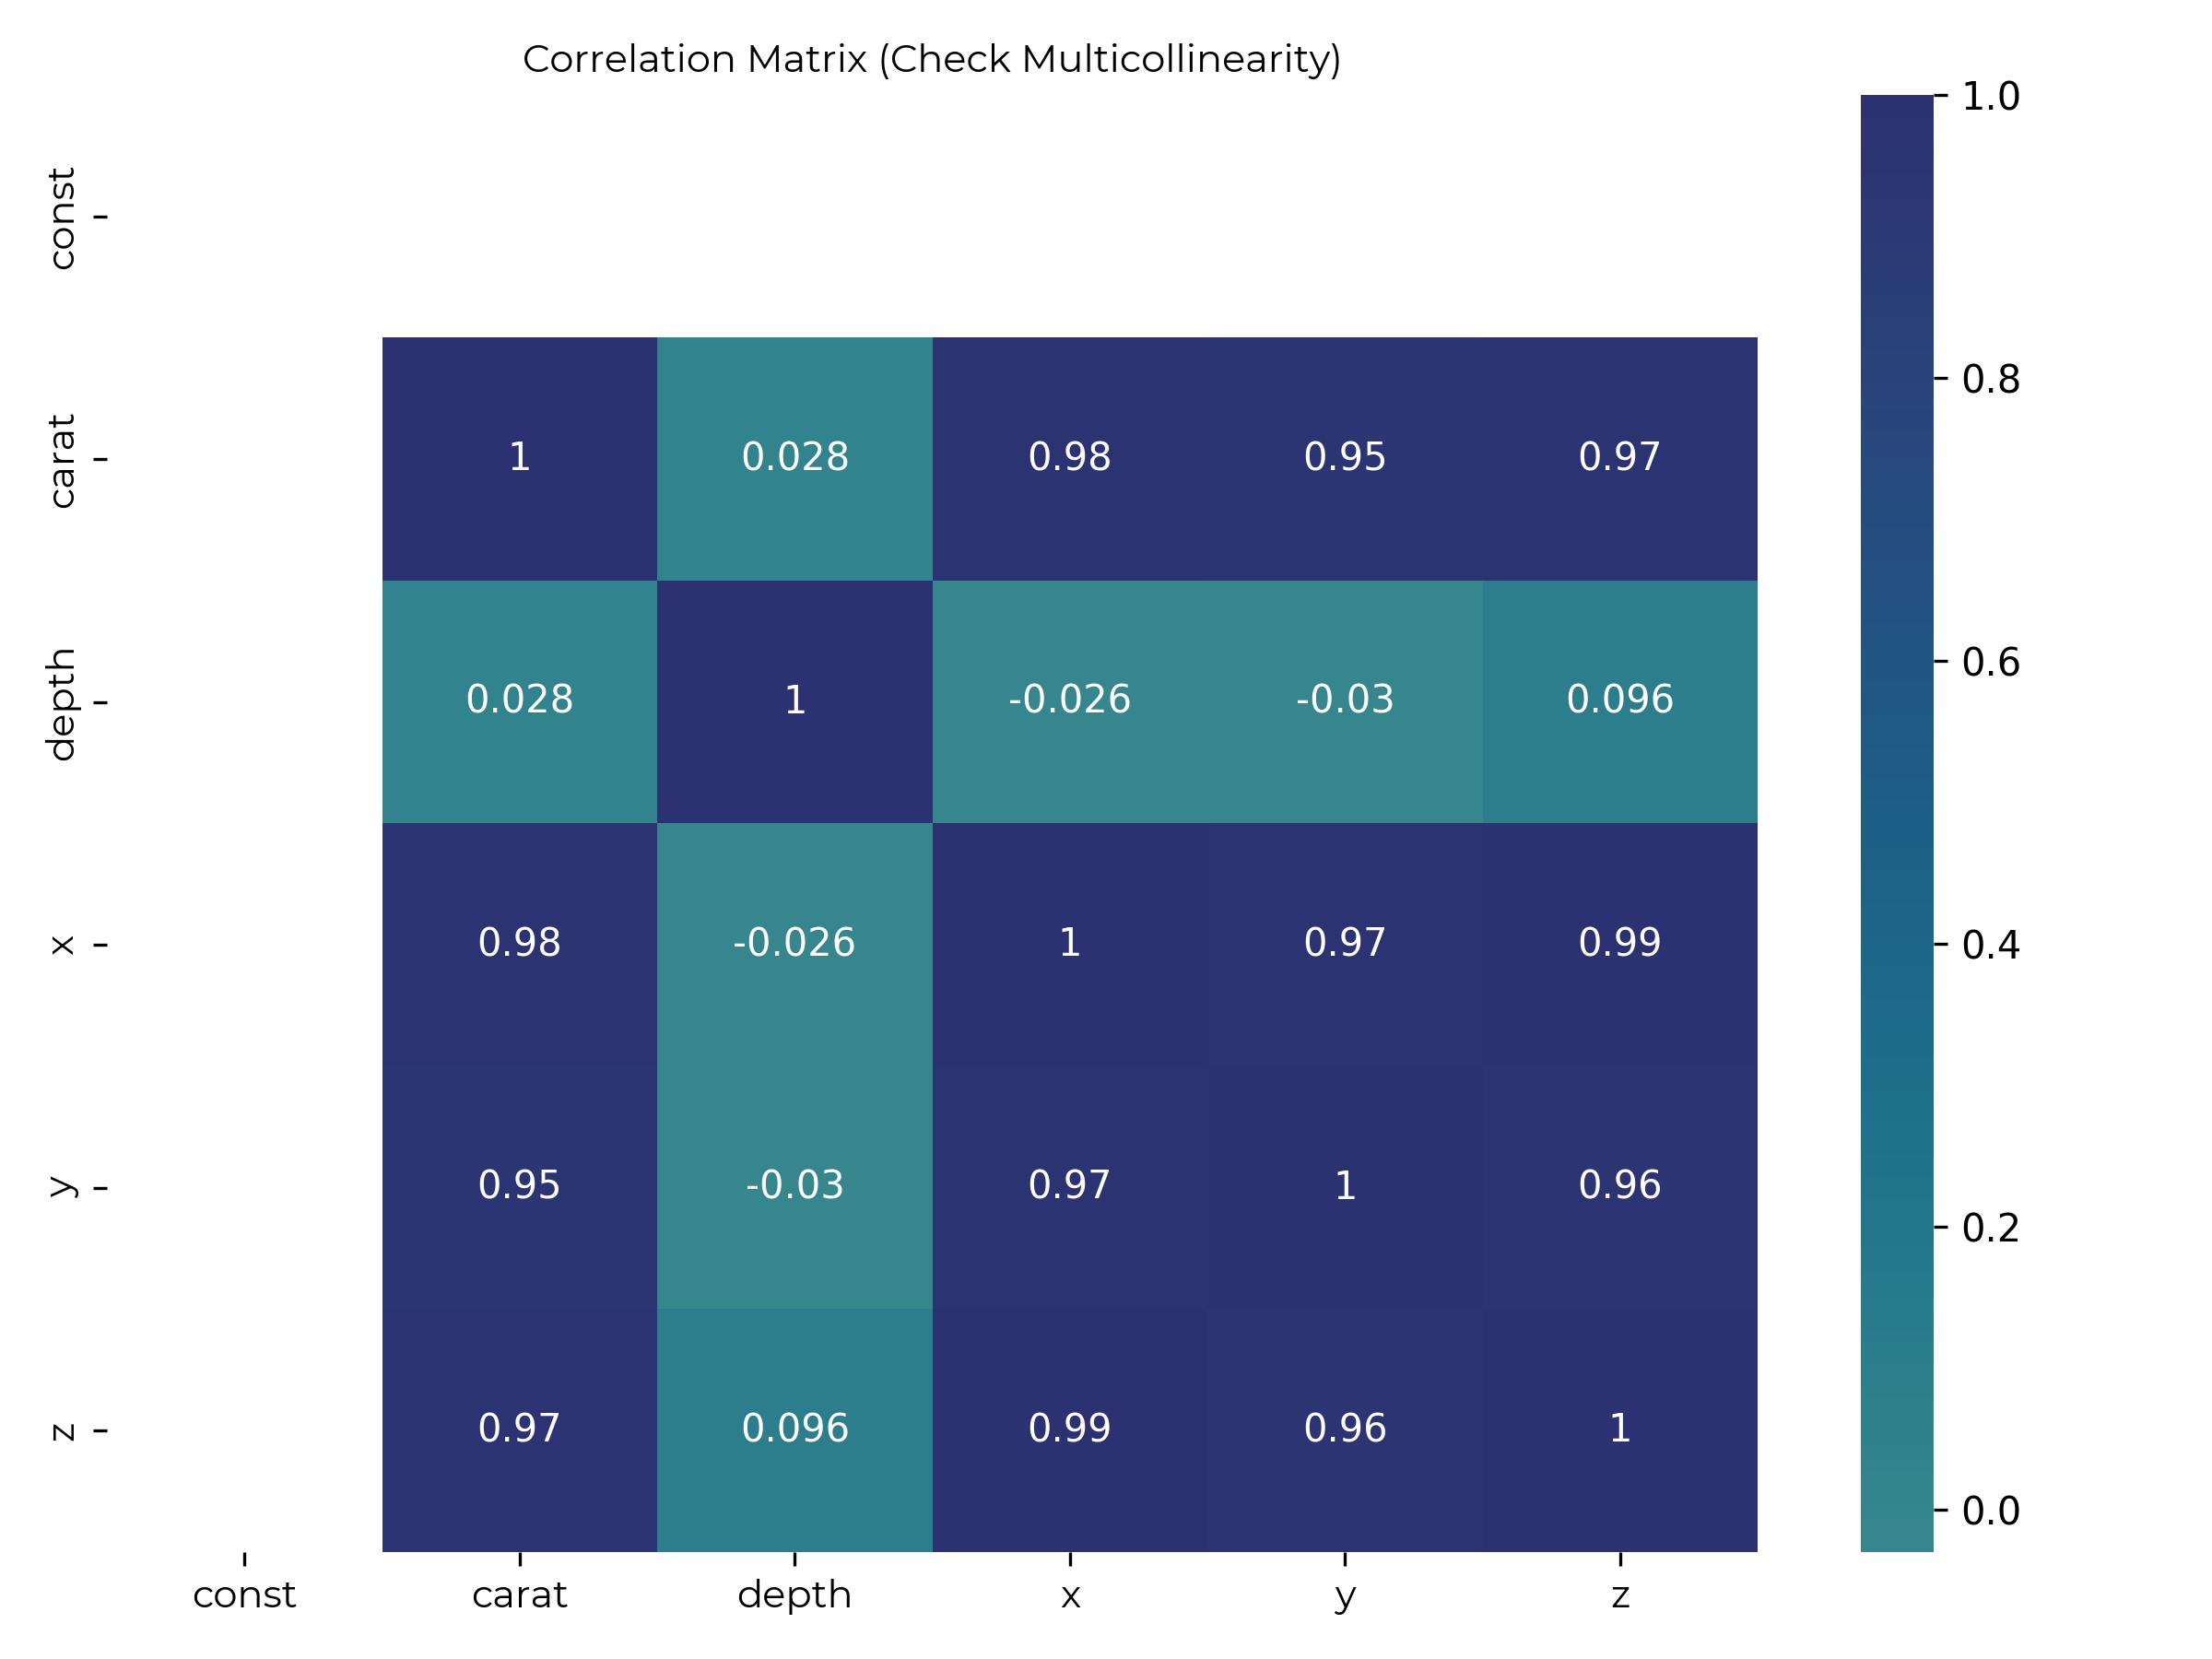 Correlation Matrix (Check Multicollinearity)
const
carat 1 0.028 0.98 0.95 0.97
depth 0.028 1 -0.026 -0.03 0.096
x 0.98 -0.026 1 0.97 0.99
y 0.95 -0.03 0.97 1 0.96
z 0.97 0.096 0.99 0.96 1
const carat depth x y z
1.0
0.8
0.6
0.4
0.2
0.0